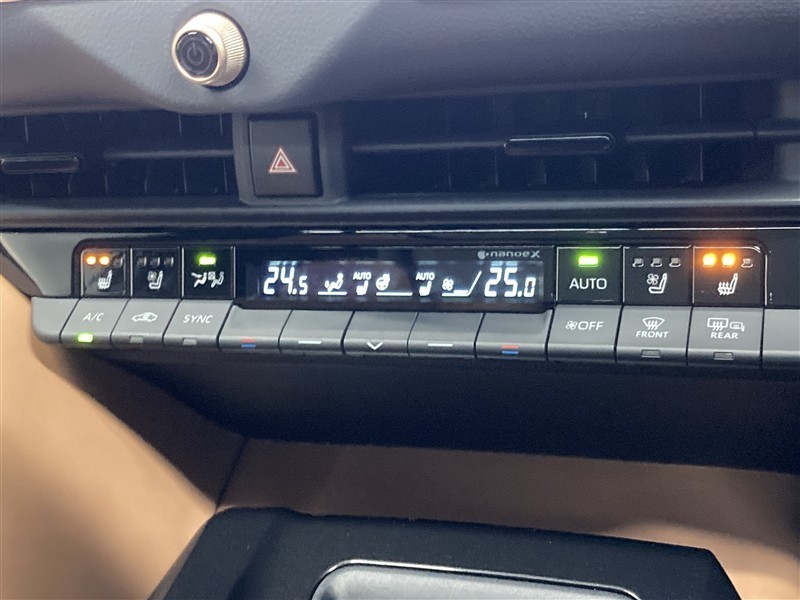 nanoeX
24.5 AUTO AUTO 25.0
AUTO
A/C SYNC OFF FRONT REAR